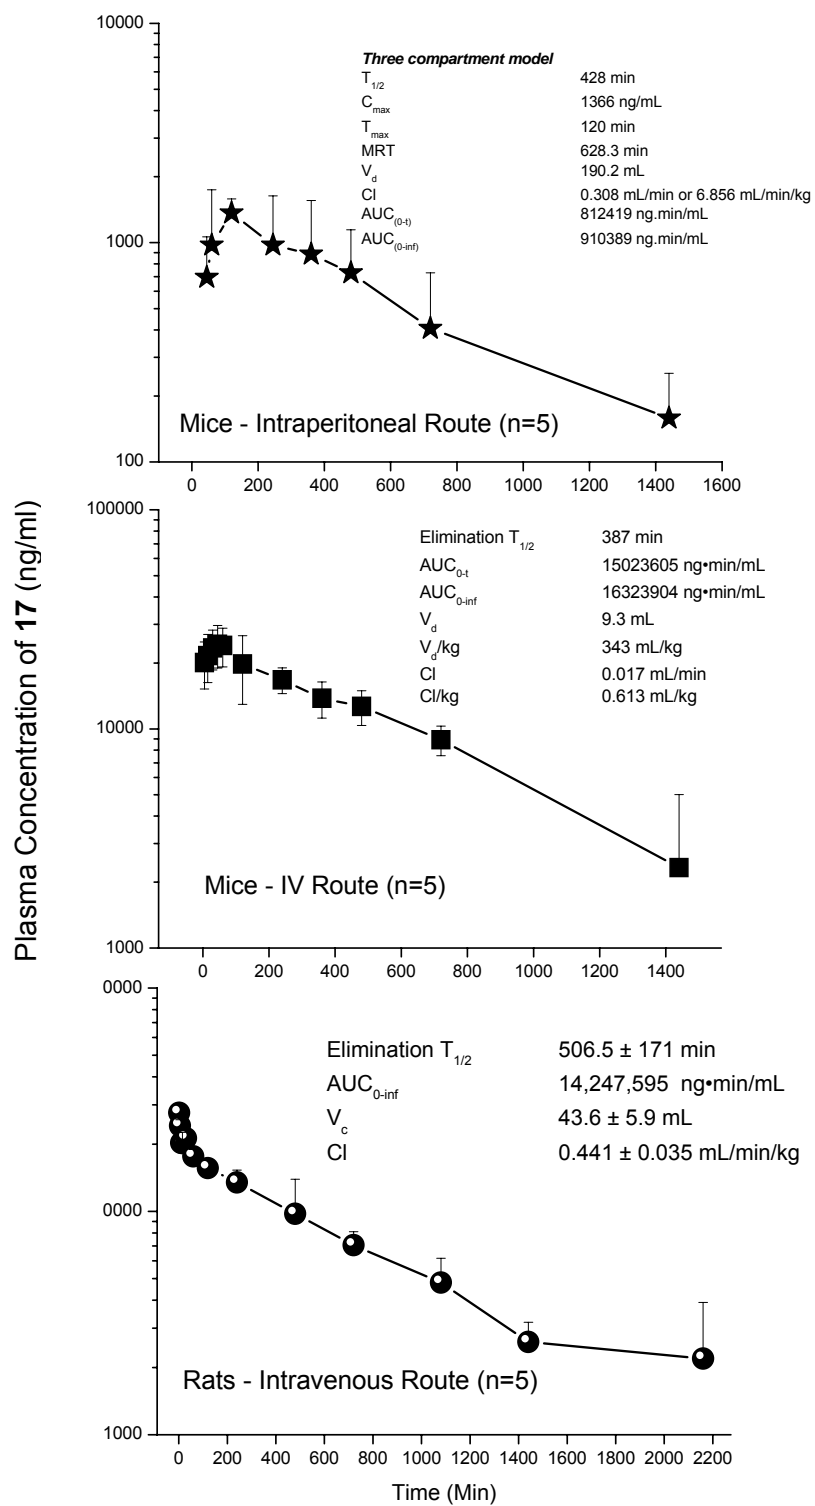 Plasma Concentration of 17 (ng/ml)
10000
1000
100
Three compartment model
T1/2 428 min
Cmax 1366 ng/mL
Tmax 120 min
MRT 628.3 min
Vd 190.2 mL
Cl 0.308 mL/min or 6.856 mL/min/kg
AUC(0-t) 812419 ng.min/mL
AUC(0-inf) 910389 ng.min/mL
Mice - Intraperitoneal Route (n=5)
0 200 400 600 800 1000 1200 1400 1600
100000
10000
1000
Elimination T1/2 387 min
AUC0-t 15023605 ng•min/mL
AUC0-inf 16323904 ng•min/mL
Vd 9.3 mL
Vd/kg 343 mL/kg
Cl 0.017 mL/min
Cl/kg 0.613 mL/kg
Mice - IV Route (n=5)
0 200 400 600 800 1000 1200 1400
0000
0000
1000
Elimination T1/2 506.5 ± 171 min
AUC0-inf 14,247,595 ng•min/mL
Vc 43.6 ± 5.9 mL
Cl 0.441 ± 0.035 mL/min/kg
Rats - Intravenous Route (n=5)
0 200 400 600 800 1000 1200 1400 1600 1800 2000 2200
Time (Min)